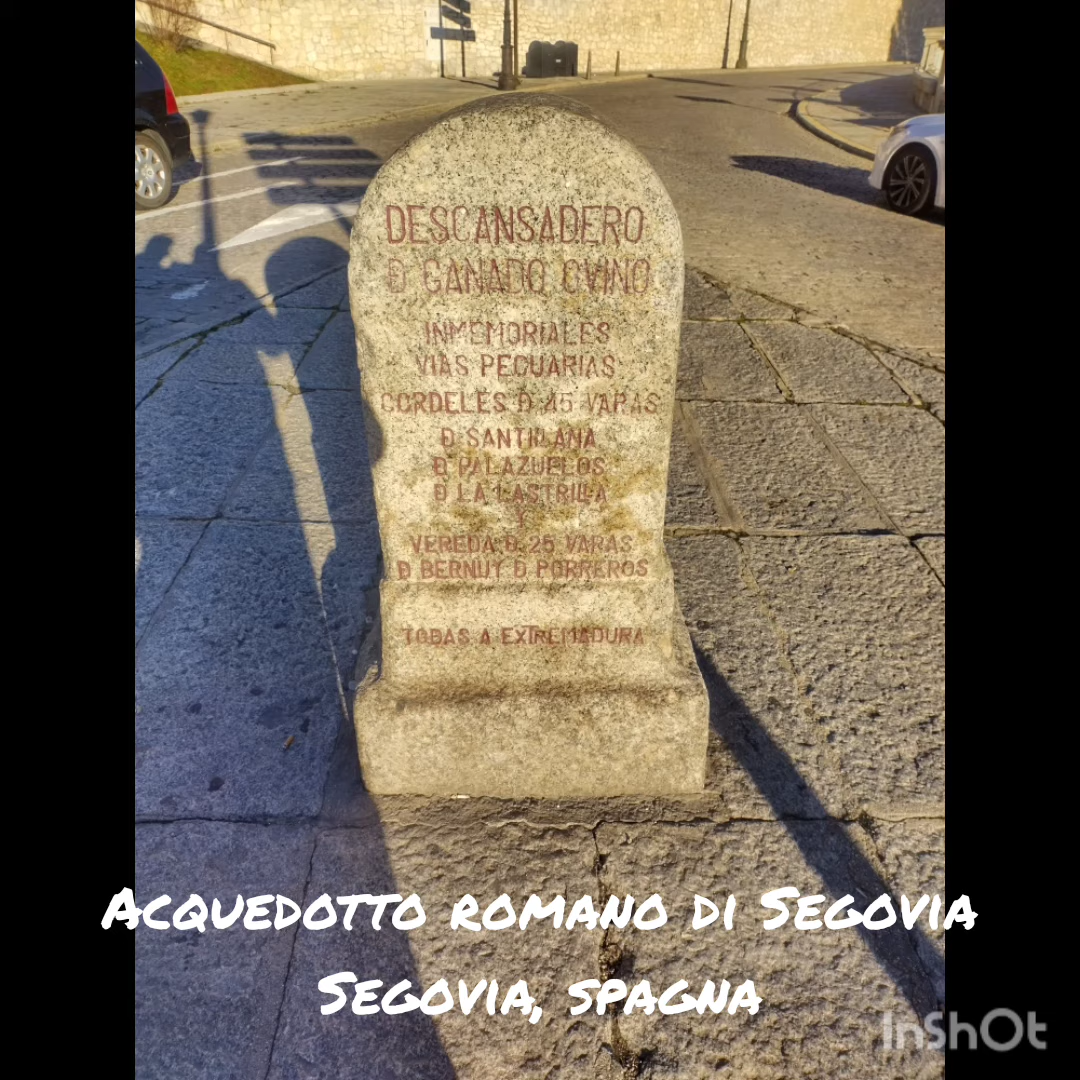 DESCANSADERO
D GANADO OVINO
INMEMORIALES
VIAS PECUARIAS
CORDELES D 45 VARAS
D SANTILLANA
D PALAZUELOS
D LA LASTRILLA
Y
VEREDA D 25 VARAS
D BERNUY D PORREROS
TOBAS A EXTREMADURA
Acquedotto romano di Segovia
Segovia, spagna
InShOt